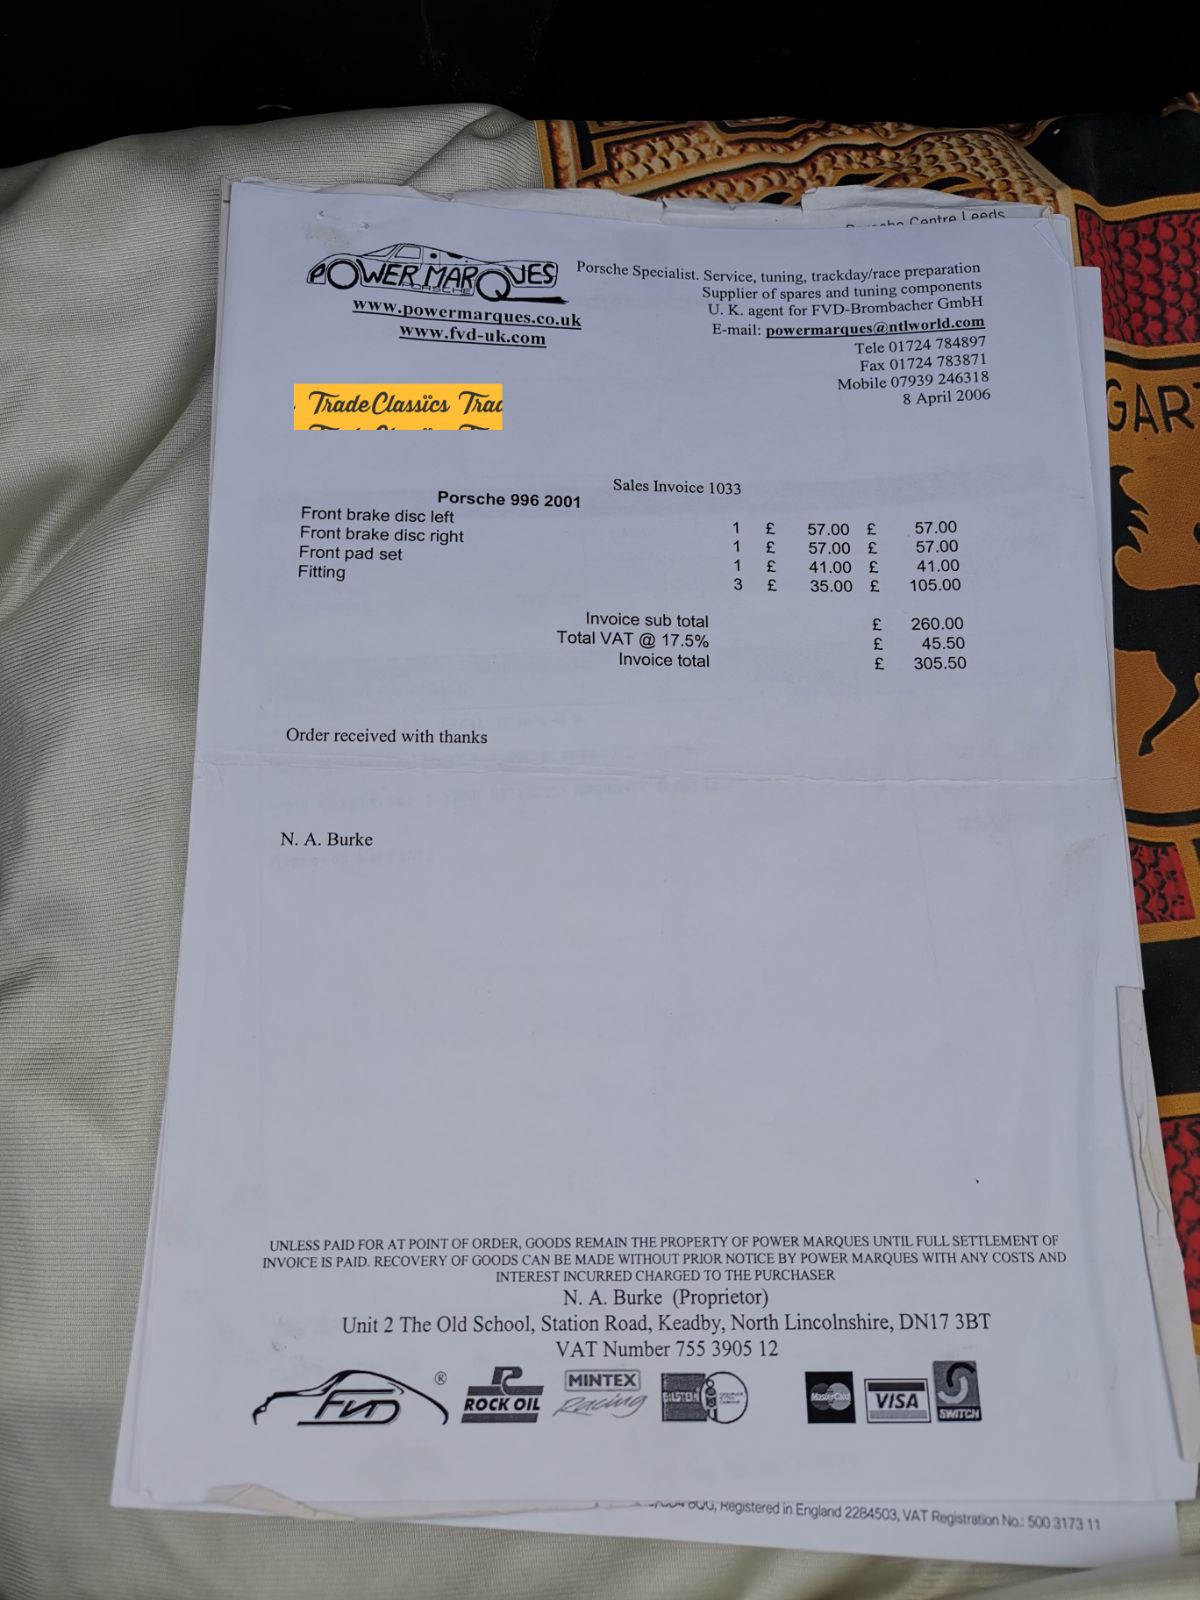 Porsche Centre Leeds
POWER MARQUES
PORSCHE
www.powermarques.co.uk
www.fvd-uk.com
Porsche Specialist. Service, tuning, trackday/race preparation
Supplier of spares and tuning components
U. K. agent for FVD-Brombacher GmbH
E-mail: powermarques@ntlworld.com
Tele 01724 784897
Fax 01724 783871
Mobile 07939 246318
8 April 2006
Trade Classics Trad
Sales Invoice 1033
Porsche 996 2001
Front brake disc left 1 £ 57.00 £ 57.00
Front brake disc right 1 £ 57.00 £ 57.00
Front pad set 1 £ 41.00 £ 41.00
Fitting 3 £ 35.00 £ 105.00
Invoice sub total £ 260.00
Total VAT @ 17.5% £ 45.50
Invoice total £ 305.50
Order received with thanks
N. A. Burke
UNLESS PAID FOR AT POINT OF ORDER, GOODS REMAIN THE PROPERTY OF POWER MARQUES UNTIL FULL SETTLEMENT OF
INVOICE IS PAID. RECOVERY OF GOODS CAN BE MADE WITHOUT PRIOR NOTICE BY POWER MARQUES WITH ANY COSTS AND
INTEREST INCURRED CHARGED TO THE PURCHASER
N. A. Burke (Proprietor)
Unit 2 The Old School, Station Road, Keadby, North Lincolnshire, DN17 3BT
VAT Number 755 3905 12
FVD ® ROCK OIL MINTEX Racing BILSTEIN MasterCard VISA SWITCH
Registered in England 2284503, VAT Registration No.: 500 3173 11
GAR